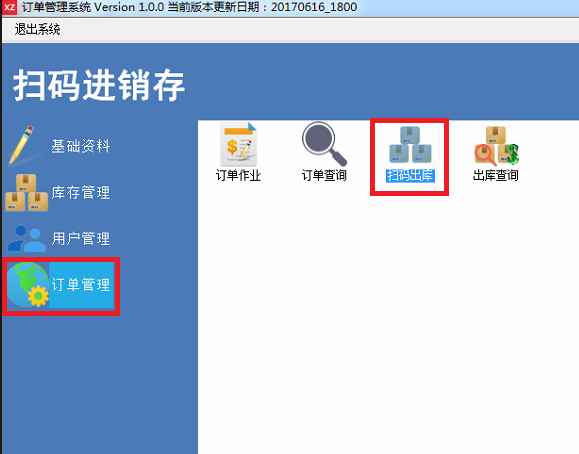 XZ 订单管理系统 Version 1.0.0 当前版本更新日期：20170616_1800
退出系统
扫码进销存
基础资料
库存管理
用户管理
订单管理
订单作业 订单查询 扫码出库 出库查询